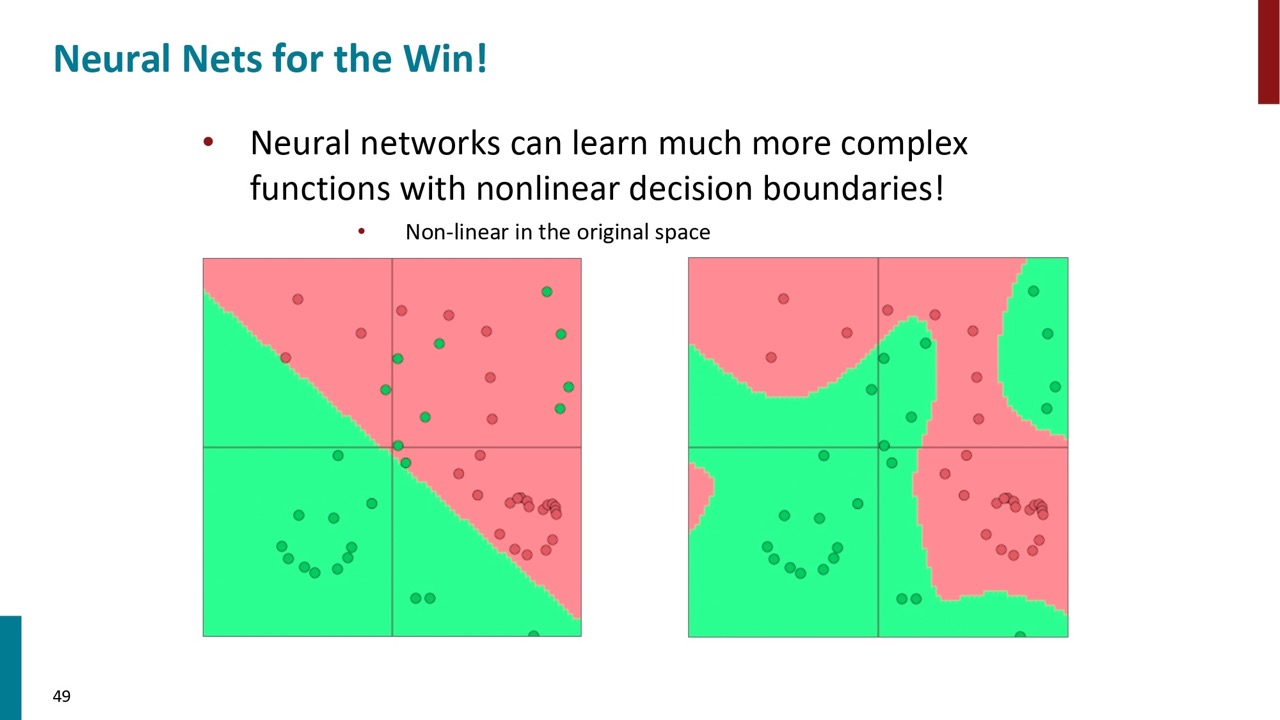 Neural Nets for the Win!
• Neural networks can learn much more complex
functions with nonlinear decision boundaries!
• Non-linear in the original space
49